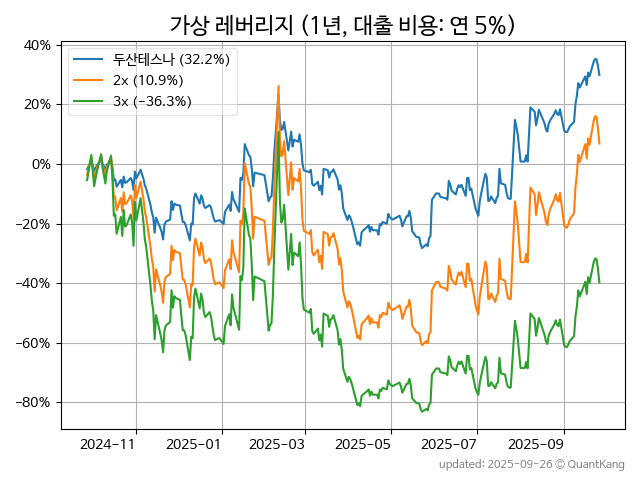 가상 레버리지 (1년, 대출 비용: 연 5%)
두산테스나 (32.2%)
2x (10.9%)
3x (−36.3%)
40%
20%
0%
−20%
−40%
−60%
−80%
2024-11
2025-01
2025-03
2025-05
2025-07
2025-09
updated: 2025-09-26 © QuantKang